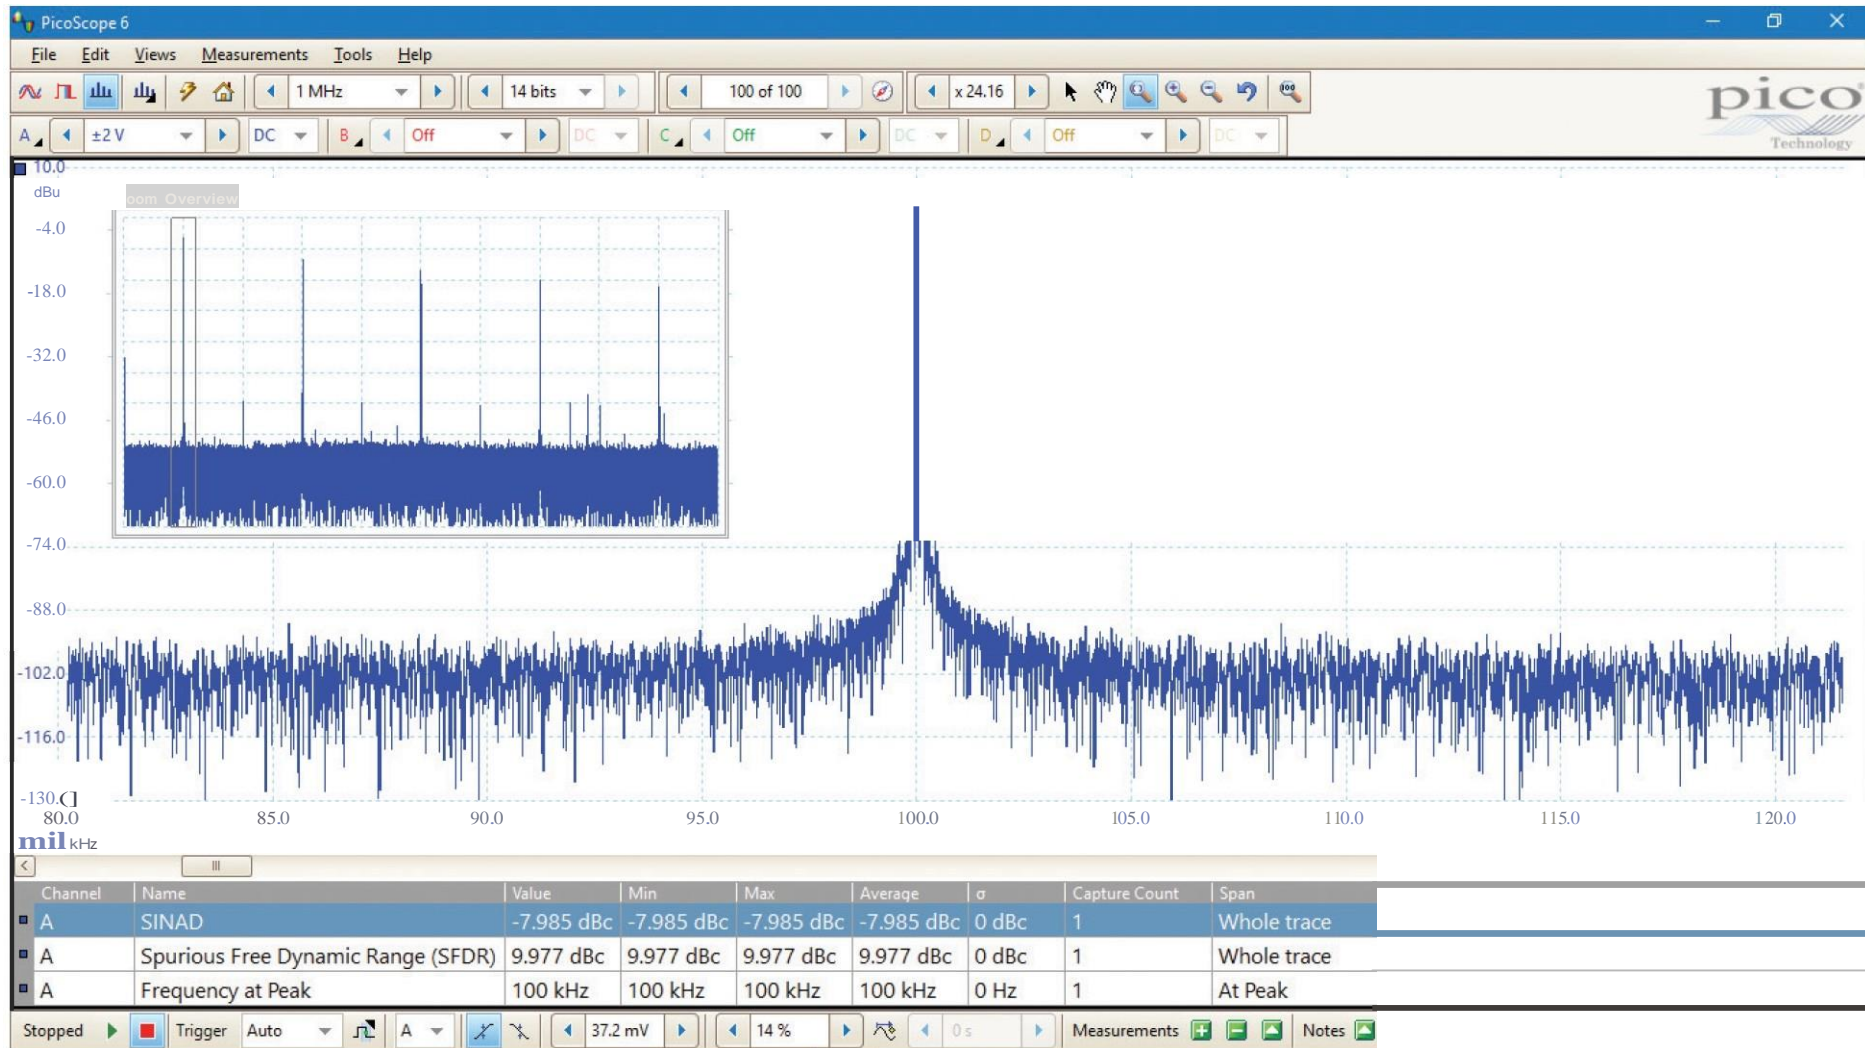 PicoScope 6
File Edit Views Measurements Tools Help
1 MHz 14 bits 100 of 100 x 24.16
pico
Technology
A ±2 V DC B Off DC C Off DC D Off DC
10.0
dBu
oom Overview
-4.0
-18.0
-32.0
-46.0
-60.0
-74.0
-88.0
-102.0
-116.0
-130.0
80.0 85.0 90.0 95.0 100.0 105.0 110.0 115.0 120.0
mil kHz
Channel Name Value Min Max Average σ Capture Count Span
A SINAD -7.985 dBc -7.985 dBc -7.985 dBc -7.985 dBc 0 dBc 1 Whole trace
A Spurious Free Dynamic Range (SFDR) 9.977 dBc 9.977 dBc 9.977 dBc 9.977 dBc 0 dBc 1 Whole trace
A Frequency at Peak 100 kHz 100 kHz 100 kHz 100 kHz 0 Hz 1 At Peak
Stopped Trigger Auto A 37.2 mV 14 % 0 s Measurements Notes